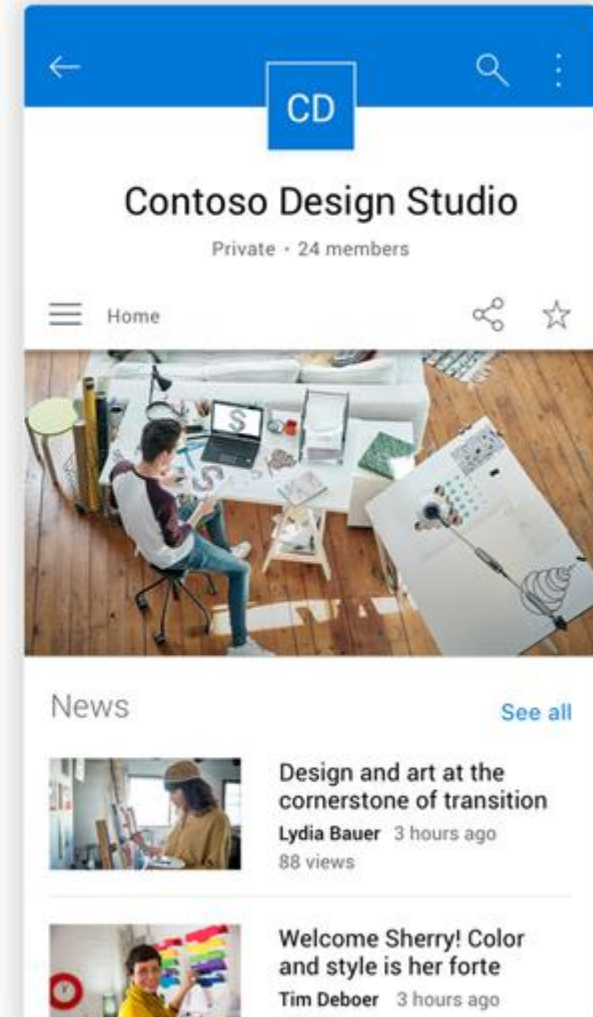 CD
Contoso Design Studio
Private · 24 members
Home
S
News
See all
Design and art at the
cornerstone of transition
Lydia Bauer 3 hours ago
88 views
Welcome Sherry! Color
and style is her forte
Tim Deboer 3 hours ago